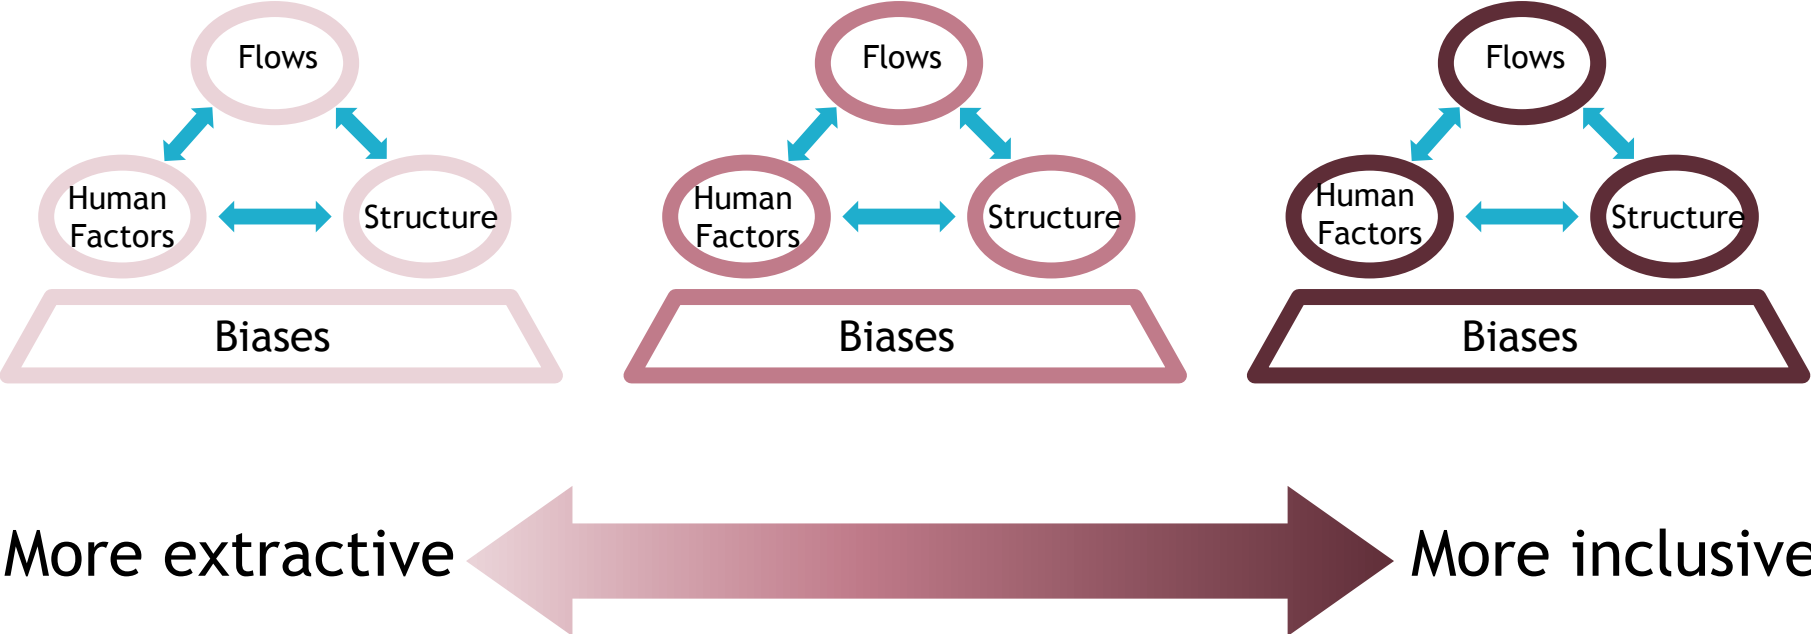 Flows
Human
Factors
Structure
Biases
Flows
Human
Factors
Structure
Biases
Flows
Human
Factors
Structure
Biases
More extractive
More inclusive